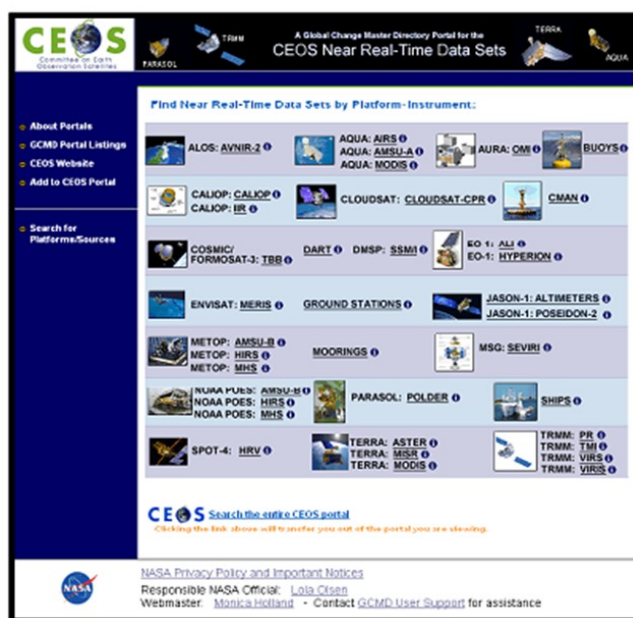 CEOS
Committee on Earth
Observation Satellites
PARASOL
TRMM
A Global Change Master Directory Portal for the
CEOS Near Real-Time Data Sets
TERRA
AQUA
About Portals
GCMD Portal Listings
CEOS Website
Add to CEOS Portal
Search for
Platforms/Sources
Find Near Real-Time Data Sets by Platform-Instrument:
ALOS: AVNIR-2
AQUA: AIRS
AQUA: AMSU-A
AQUA: MODIS
AURA: OMI
BUOYS
CALIOP: CALIOP
CALIOP: IIR
CLOUDSAT: CLOUDSAT-CPR
CMAN
COSMIC/
FORMOSAT-3: TBB
DART
DMSP: SSM/I
EO-1: ALI
EO-1: HYPERION
ENVISAT: MERIS
GROUND STATIONS
JASON-1: ALTIMETERS
JASON-1: POSEIDON-2
METOP: AMSU-B
METOP: HIRS
METOP: MHS
MOORINGS
MSG: SEVIRI
NOAA POES: AMSU-B
NOAA POES: HIRS
NOAA POES: MHS
PARASOL: POLDER
SHIPS
SPOT-4: HRV
TERRA: ASTER
TERRA: MISR
TERRA: MODIS
TRMM: PR
TRMM: TMI
TRMM: VIRS
TRMM: VIRIS
CEOS Search the entire CEOS portal
Clicking the link above will transfer you out of the portal you are viewing.
NASA
NASA Privacy Policy and Important Notices
Responsible NASA Official: Lola Olsen
Webmaster: Monica Holland - Contact GCMD User Support for assistance